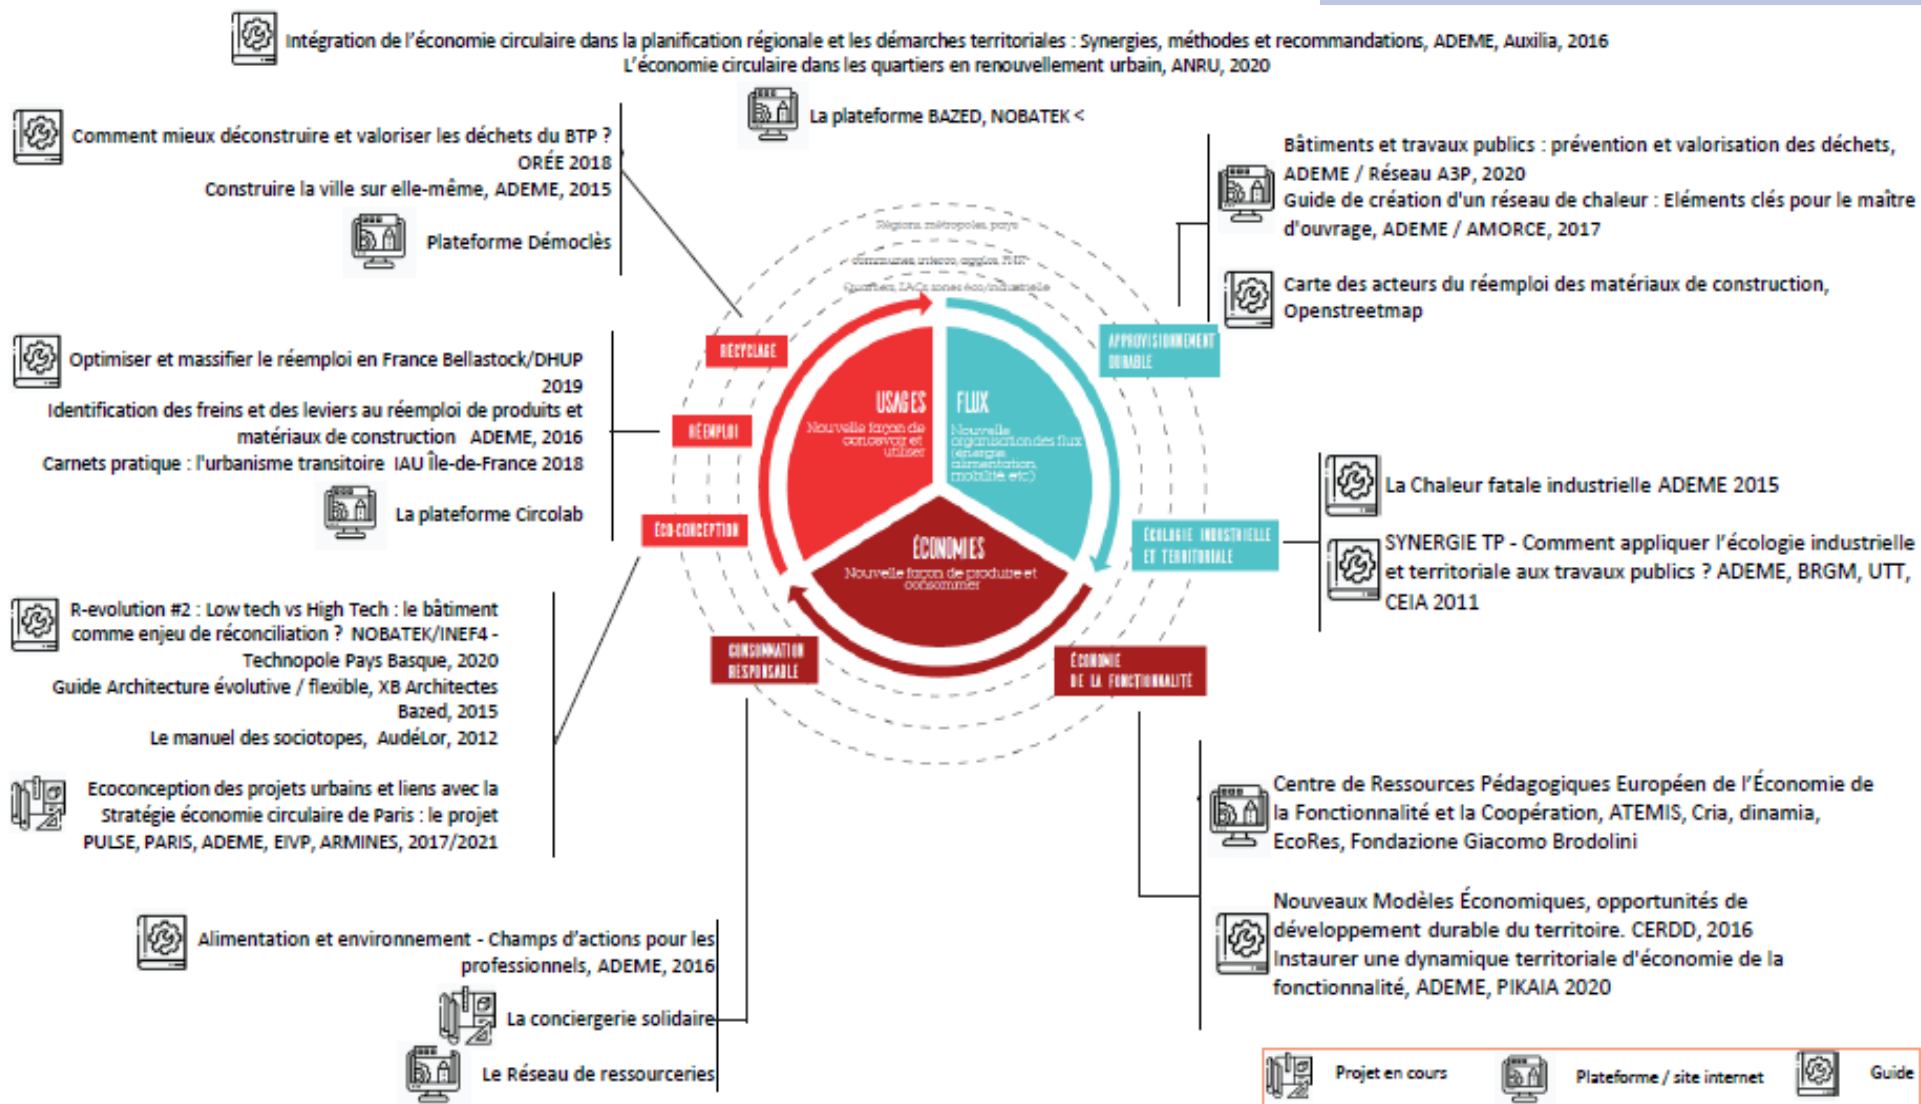 Intégration de l'économie circulaire dans la planification régionale et les démarches territoriales : Synergies, méthodes et recommandations, ADEME, Auxilia, 2016
L'économie circulaire dans les quartiers en renouvellement urbain, ANRU, 2020
La plateforme BAZED, NOBATEK <
Comment mieux déconstruire et valoriser les déchets du BTP ?
ORÉE 2018
Construire la ville sur elle-même, ADEME, 2015
Plateforme Démoclès
Optimiser et massifier le réemploi en France Bellastock/DHUP
2019
Identification des freins et des leviers au réemploi de produits et
matériaux de construction ADEME, 2016
Carnets pratique : l'urbanisme transitoire IAU Île-de-France 2018
La plateforme Circolab
R-evolution #2 : Low tech vs High Tech : le bâtiment
comme enjeu de réconciliation ? NOBATEK/INEF4 -
Technopole Pays Basque, 2020
Guide Architecture évolutive / flexible, XB Architectes
Bazed, 2015
Le manuel des sociotopes, AudéLor, 2012
Ecoconception des projets urbains et liens avec la
Stratégie économie circulaire de Paris : le projet
PULSE, PARIS, ADEME, EIVP, ARMINES, 2017/2021
Alimentation et environnement - Champs d'actions pour les
professionnels, ADEME, 2016
La conciergerie solidaire
Le Réseau de ressourceries
Régions, métropoles, pays
communes, interco, agglos, PNR
Quartiers, ZACs, zones éco/industrielle
RECYCLAGE
RÉEMPLOI
ÉCO-CONCEPTION
CONSOMMATION
RESPONSABLE
USAGES
Nouvelle façon de
concevoir et
utiliser
FLUX
Nouvelle
organisation des flux
(énergie,
alimentation,
mobilité, etc)
ÉCONOMIES
Nouvelle façon de produire et
consommer
APPROVISIONNEMENT
DURABLE
ÉCOLOGIE INDUSTRIELLE
ET TERRITORIALE
ÉCONOMIE
DE LA FONCTIONNALITÉ
Bâtiments et travaux publics : prévention et valorisation des déchets,
ADEME / Réseau A3P, 2020
Guide de création d'un réseau de chaleur : Eléments clés pour le maître
d'ouvrage, ADEME / AMORCE, 2017
Carte des acteurs du réemploi des matériaux de construction,
Openstreetmap
La Chaleur fatale industrielle ADEME 2015
SYNERGIE TP - Comment appliquer l'écologie industrielle
et territoriale aux travaux publics ? ADEME, BRGM, UTT,
CEIA 2011
Centre de Ressources Pédagogiques Européen de l'Économie de
la Fonctionnalité et la Coopération, ATEMIS, Cria, dinamia,
EcoRes, Fondazione Giacomo Brodolini
Nouveaux Modèles Économiques, opportunités de
développement durable du territoire. CERDD, 2016
Instaurer une dynamique territoriale d'économie de la
fonctionnalité, ADEME, PIKAIA 2020
Projet en cours
Plateforme / site internet
Guide